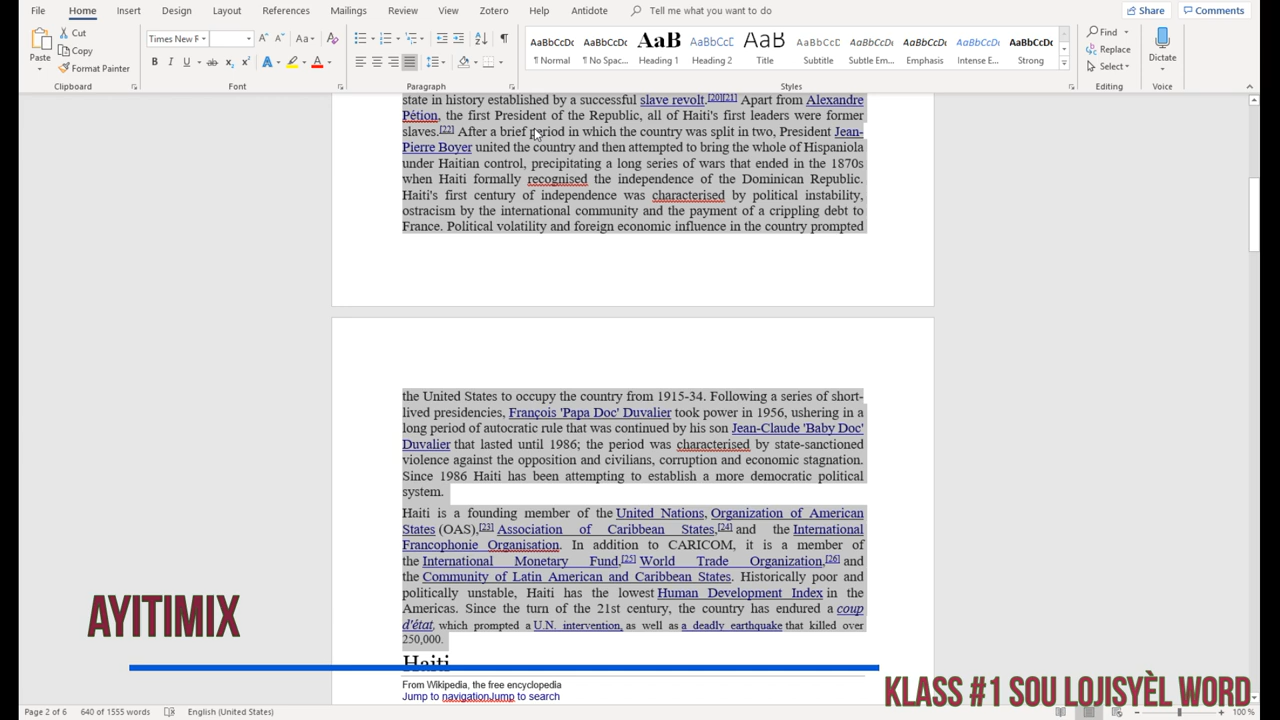 File Home Insert Design Layout References Mailings Review View Zotero Help Antidote Tell me what you want to do Share Comments
Paste Cut Copy Format Painter
Clipboard
Times New F
Aa
B I U ab x₂ x² A A
Font
Paragraph
AaBbCcDc AaBbCcDc AaB AaBbCcD AaB AaBbCcD AaBbCcDc AaBbCcDc AaBbCcDc AaBbCcDc
¶ Normal ¶ No Spac... Heading 1 Heading 2 Title Subtitle Subtle Em... Emphasis Intense E... Strong
Styles
Find
Replace
Select
Editing
Dictate
Voice
state in history established by a successful slave revolt.[20][21] Apart from Alexandre
Pétion, the first President of the Republic, all of Haiti's first leaders were former
slaves.[22] After a brief period in which the country was split in two, President Jean-
Pierre Boyer united the country and then attempted to bring the whole of Hispaniola
under Haitian control, precipitating a long series of wars that ended in the 1870s
when Haiti formally recognised the independence of the Dominican Republic.
Haiti's first century of independence was characterised by political instability,
ostracism by the international community and the payment of a crippling debt to
France. Political volatility and foreign economic influence in the country prompted
the United States to occupy the country from 1915-34. Following a series of short-
lived presidencies, François 'Papa Doc' Duvalier took power in 1956, ushering in a
long period of autocratic rule that was continued by his son Jean-Claude 'Baby Doc'
Duvalier that lasted until 1986; the period was characterised by state-sanctioned
violence against the opposition and civilians, corruption and economic stagnation.
Since 1986 Haiti has been attempting to establish a more democratic political
system.
Haiti is a founding member of the United Nations, Organization of American
States (OAS),[23] Association of Caribbean States,[24] and the International
Francophonie Organisation. In addition to CARICOM, it is a member of
the International Monetary Fund,[25] World Trade Organization,[26] and
the Community of Latin American and Caribbean States. Historically poor and
politically unstable, Haiti has the lowest Human Development Index in the
Americas. Since the turn of the 21st century, the country has endured a coup
d'état, which prompted a U.N. intervention, as well as a deadly earthquake that killed over
250,000.
Haiti
From Wikipedia, the free encyclopedia
Jump to navigationJump to search
AYITIMIX
KLASS #1 SOU LOJISYÈL WORD
Page 2 of 6 640 of 1555 words English (United States) 100 %